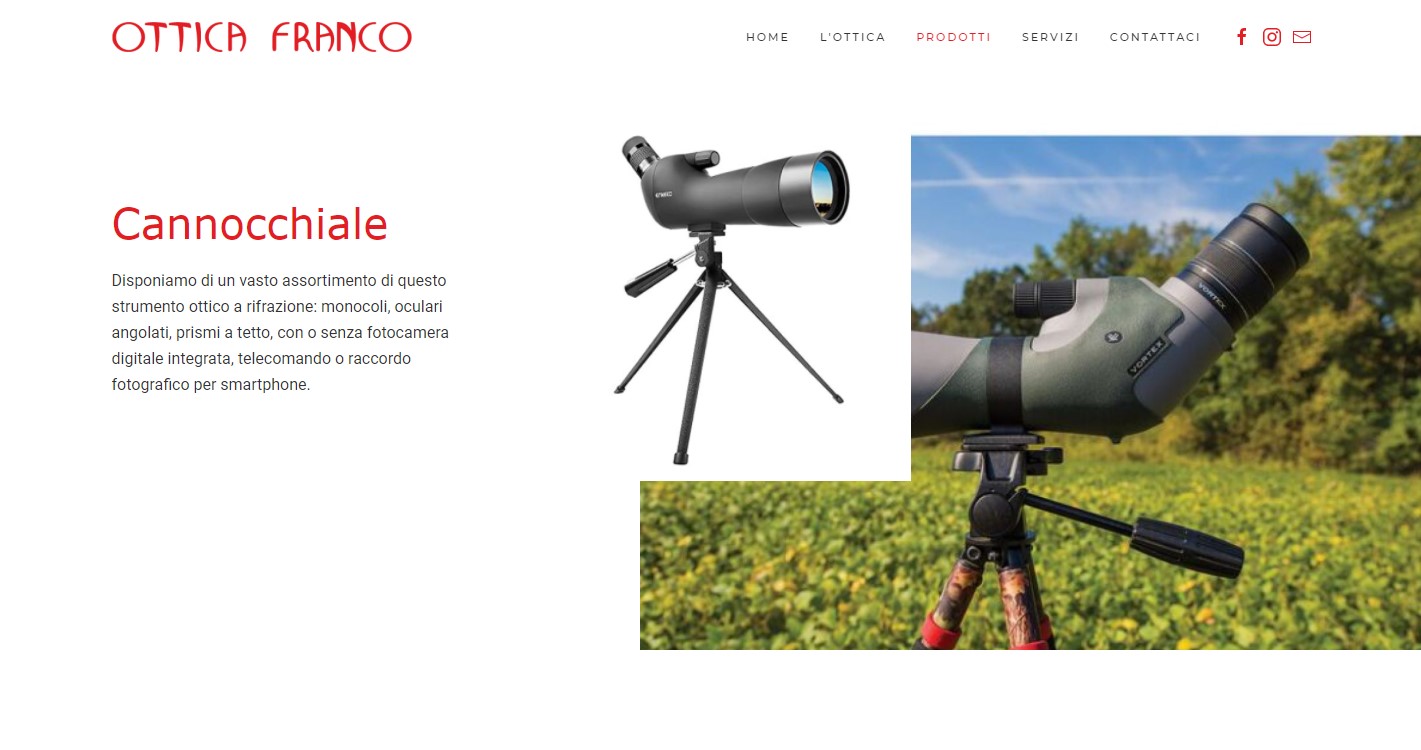 OTTICA FRANCO
HOME L'OTTICA PRODOTTI SERVIZI CONTATTACI
Cannocchiale
Disponiamo di un vasto assortimento di questo
strumento ottico a rifrazione: monocoli, oculari
angolati, prismi a tetto, con o senza fotocamera
digitale integrata, telecomando o raccordo
fotografico per smartphone.
VORTEX
VORTEX